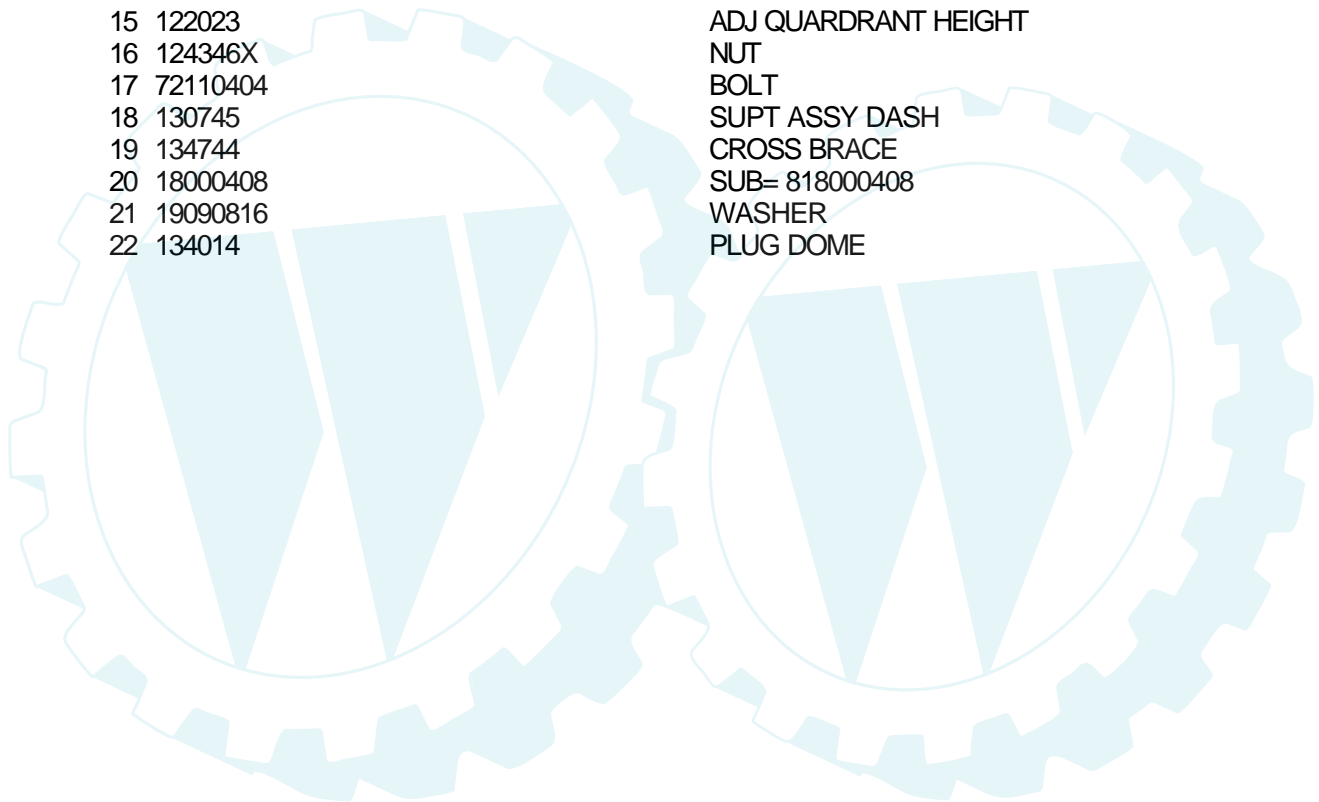 15 122023 ADJ QUARDRANT HEIGHT
16 124346X NUT
17 72110404 BOLT
18 130745 SUPT ASSY DASH
19 134744 CROSS BRACE
20 18000408 SUB= 818000408
21 19090816 WASHER
22 134014 PLUG DOME